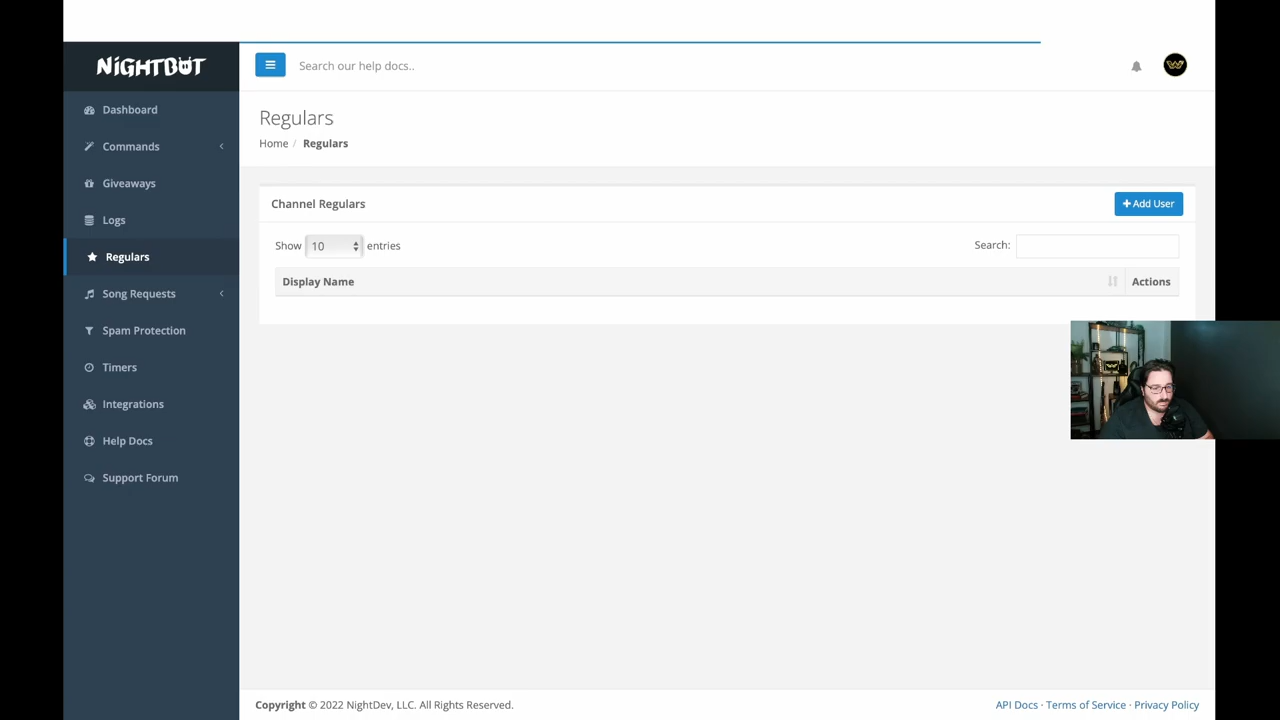 NIGHTBOT
Search our help docs..
Dashboard
Commands
Giveaways
Logs
Regulars
Song Requests
Spam Protection
Timers
Integrations
Help Docs
Support Forum
Regulars
Home / Regulars
Channel Regulars
+ Add User
Show 10 entries
Search:
Display Name
Actions
Copyright © 2022 NightDev, LLC. All Rights Reserved.
API Docs · Terms of Service · Privacy Policy